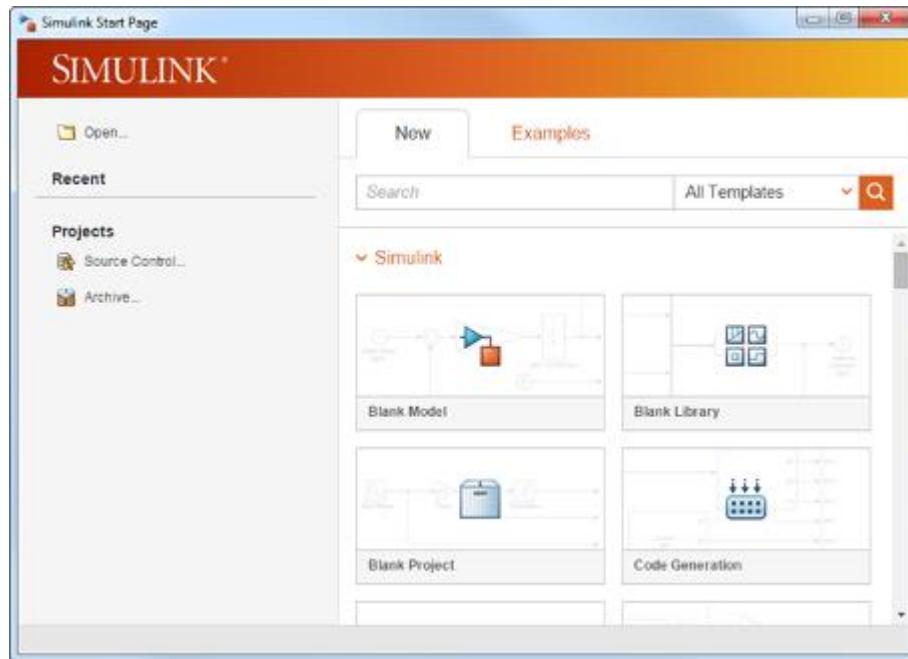 Simulink Start Page
SIMULINK®
Open...
Recent
Projects
Source Control...
Archive...
New
Examples
Search
All Templates
Simulink
Blank Model
Blank Library
Blank Project
Code Generation